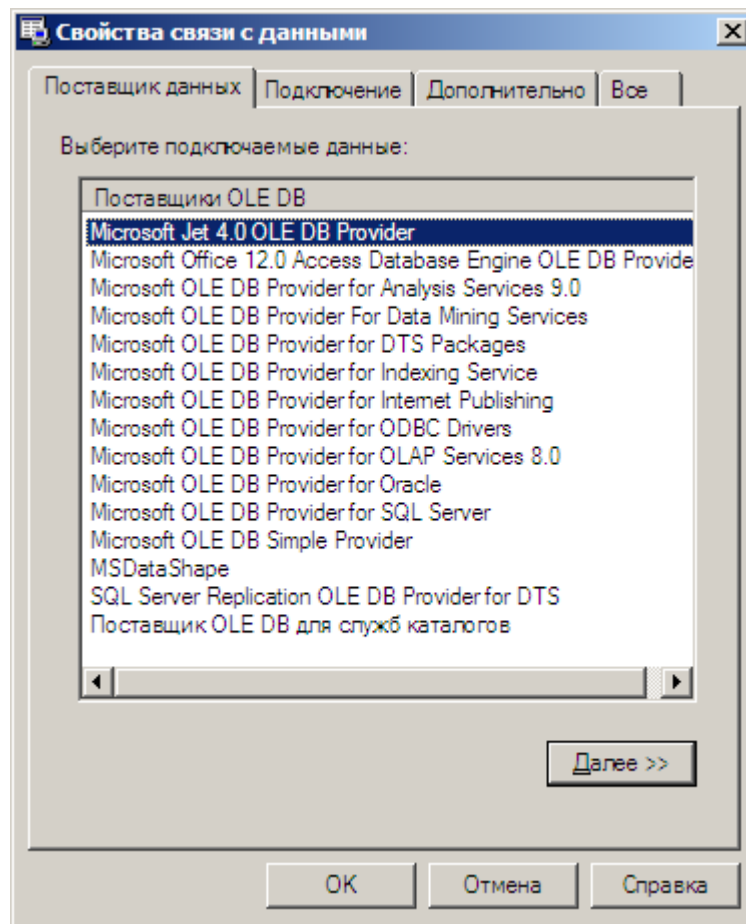 Свойства связи с данными
Поставщик данных Подключение Дополнительно Все
Выберите подключаемые данные:
Поставщики OLE DB
Microsoft Jet 4.0 OLE DB Provider
Microsoft Office 12.0 Access Database Engine OLE DB Provide
Microsoft OLE DB Provider for Analysis Services 9.0
Microsoft OLE DB Provider For Data Mining Services
Microsoft OLE DB Provider for DTS Packages
Microsoft OLE DB Provider for Indexing Service
Microsoft OLE DB Provider for Internet Publishing
Microsoft OLE DB Provider for ODBC Drivers
Microsoft OLE DB Provider for OLAP Services 8.0
Microsoft OLE DB Provider for Oracle
Microsoft OLE DB Provider for SQL Server
Microsoft OLE DB Simple Provider
MSDataShape
SQL Server Replication OLE DB Provider for DTS
Поставщик OLE DB для служб каталогов
Далее >>
OK Отмена Справка